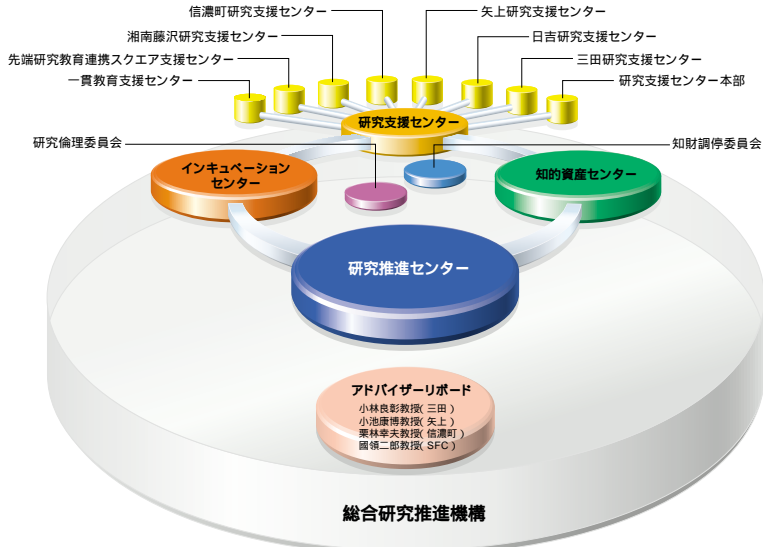 信濃町研究支援センター
矢上研究支援センター
湘南藤沢研究支援センター
日吉研究支援センター
先端研究教育連携スクエア支援センター
三田研究支援センター
一貫教育支援センター
研究支援センター本部
研究支援センター
研究倫理委員会
知財調停委員会
インキュベーション
センター
知的資産センター
研究推進センター
アドバイザーリボード
小林良彰教授( 三田 )
小池康博教授( 矢上 )
栗林幸夫教授( 信濃町 )
國領二郎教授( SFC )
総合研究推進機構